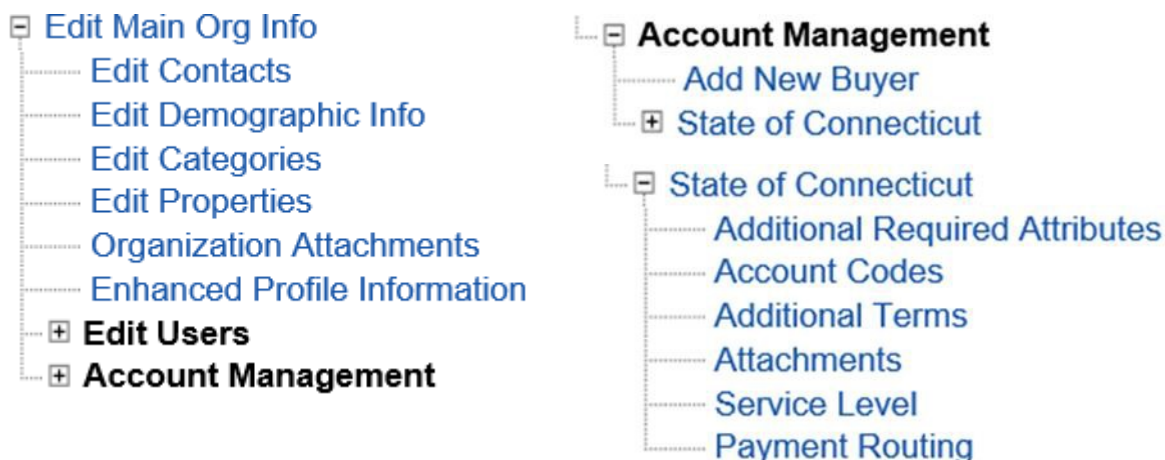 Edit Main Org Info
Edit Contacts
Edit Demographic Info
Edit Categories
Edit Properties
Organization Attachments
Enhanced Profile Information
Edit Users
Account Management
Account Management
Add New Buyer
State of Connecticut
State of Connecticut
Additional Required Attributes
Account Codes
Additional Terms
Attachments
Service Level
Payment Routing